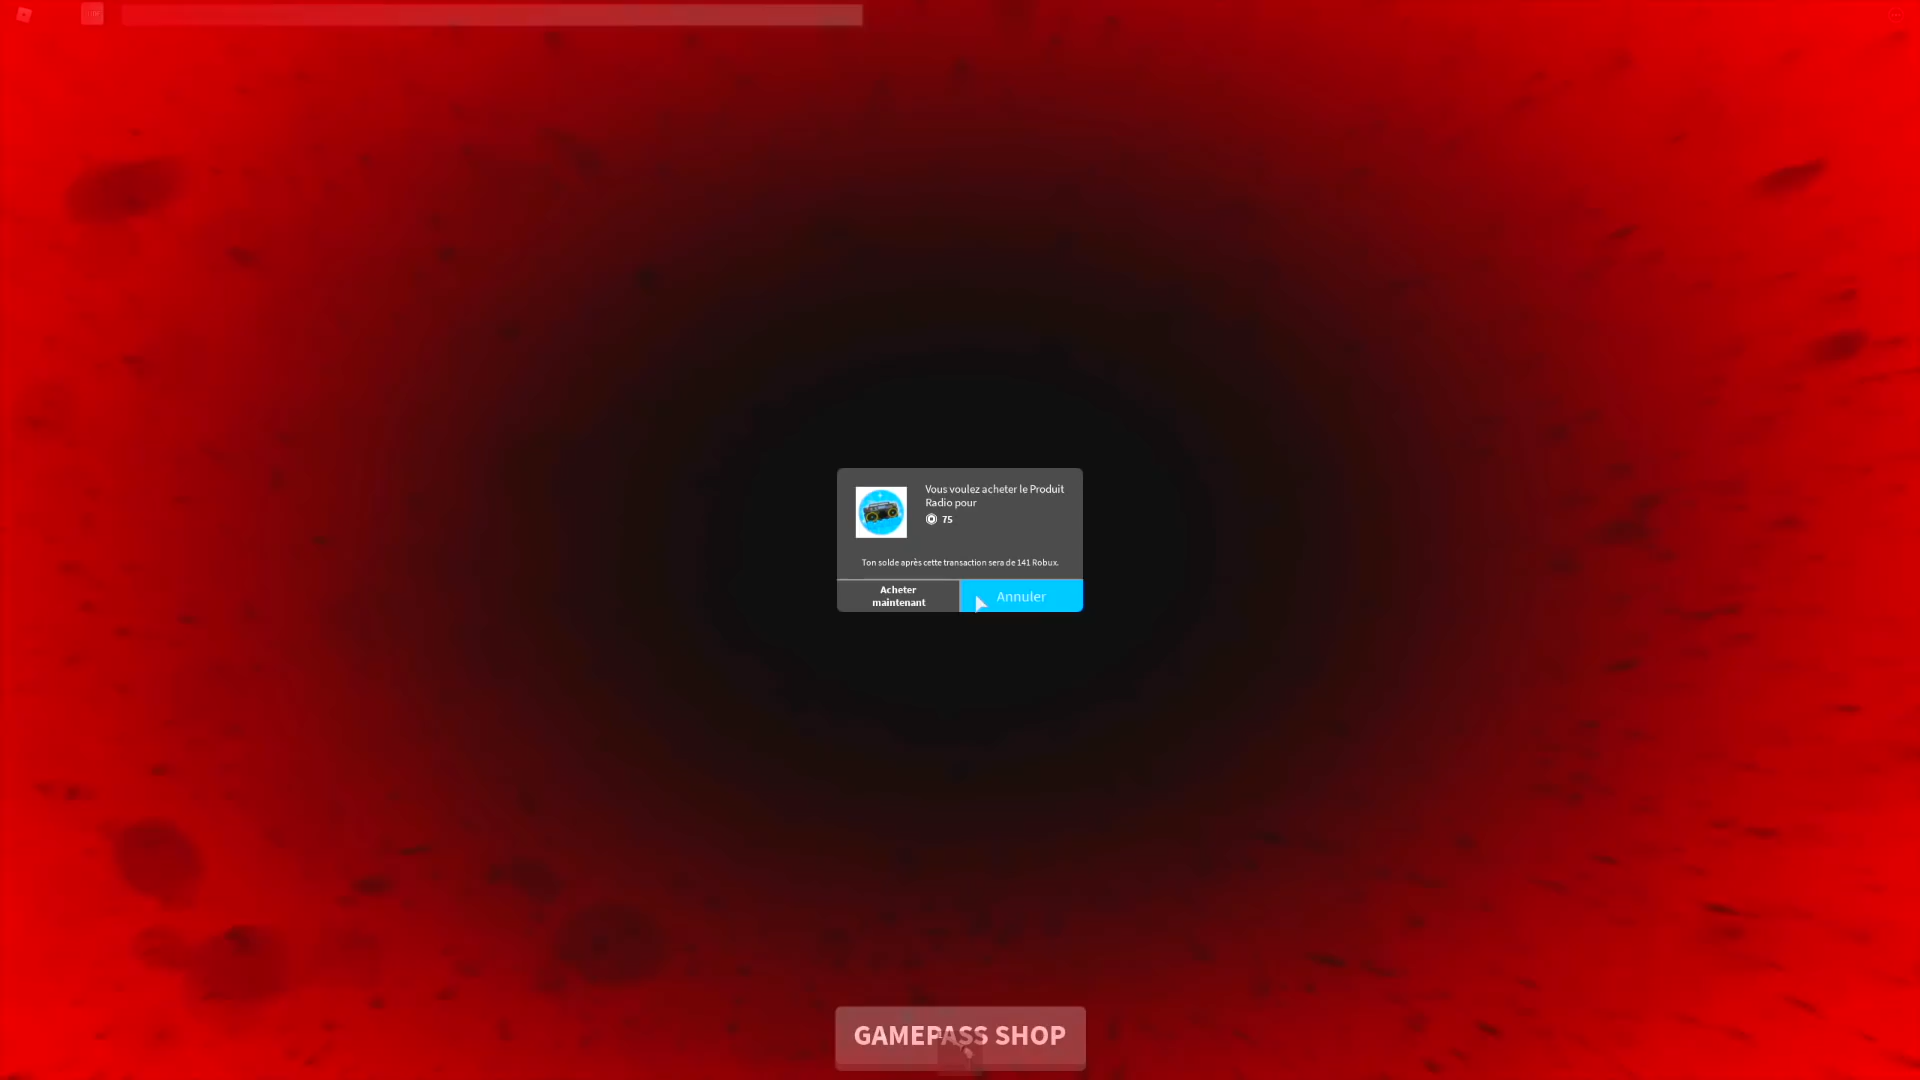 Vous voulez acheter le Produit
Radio pour
75
Ton solde après cette transaction sera de 141 Robux.
Acheter
maintenant
Annuler
GAMEPASS SHOP